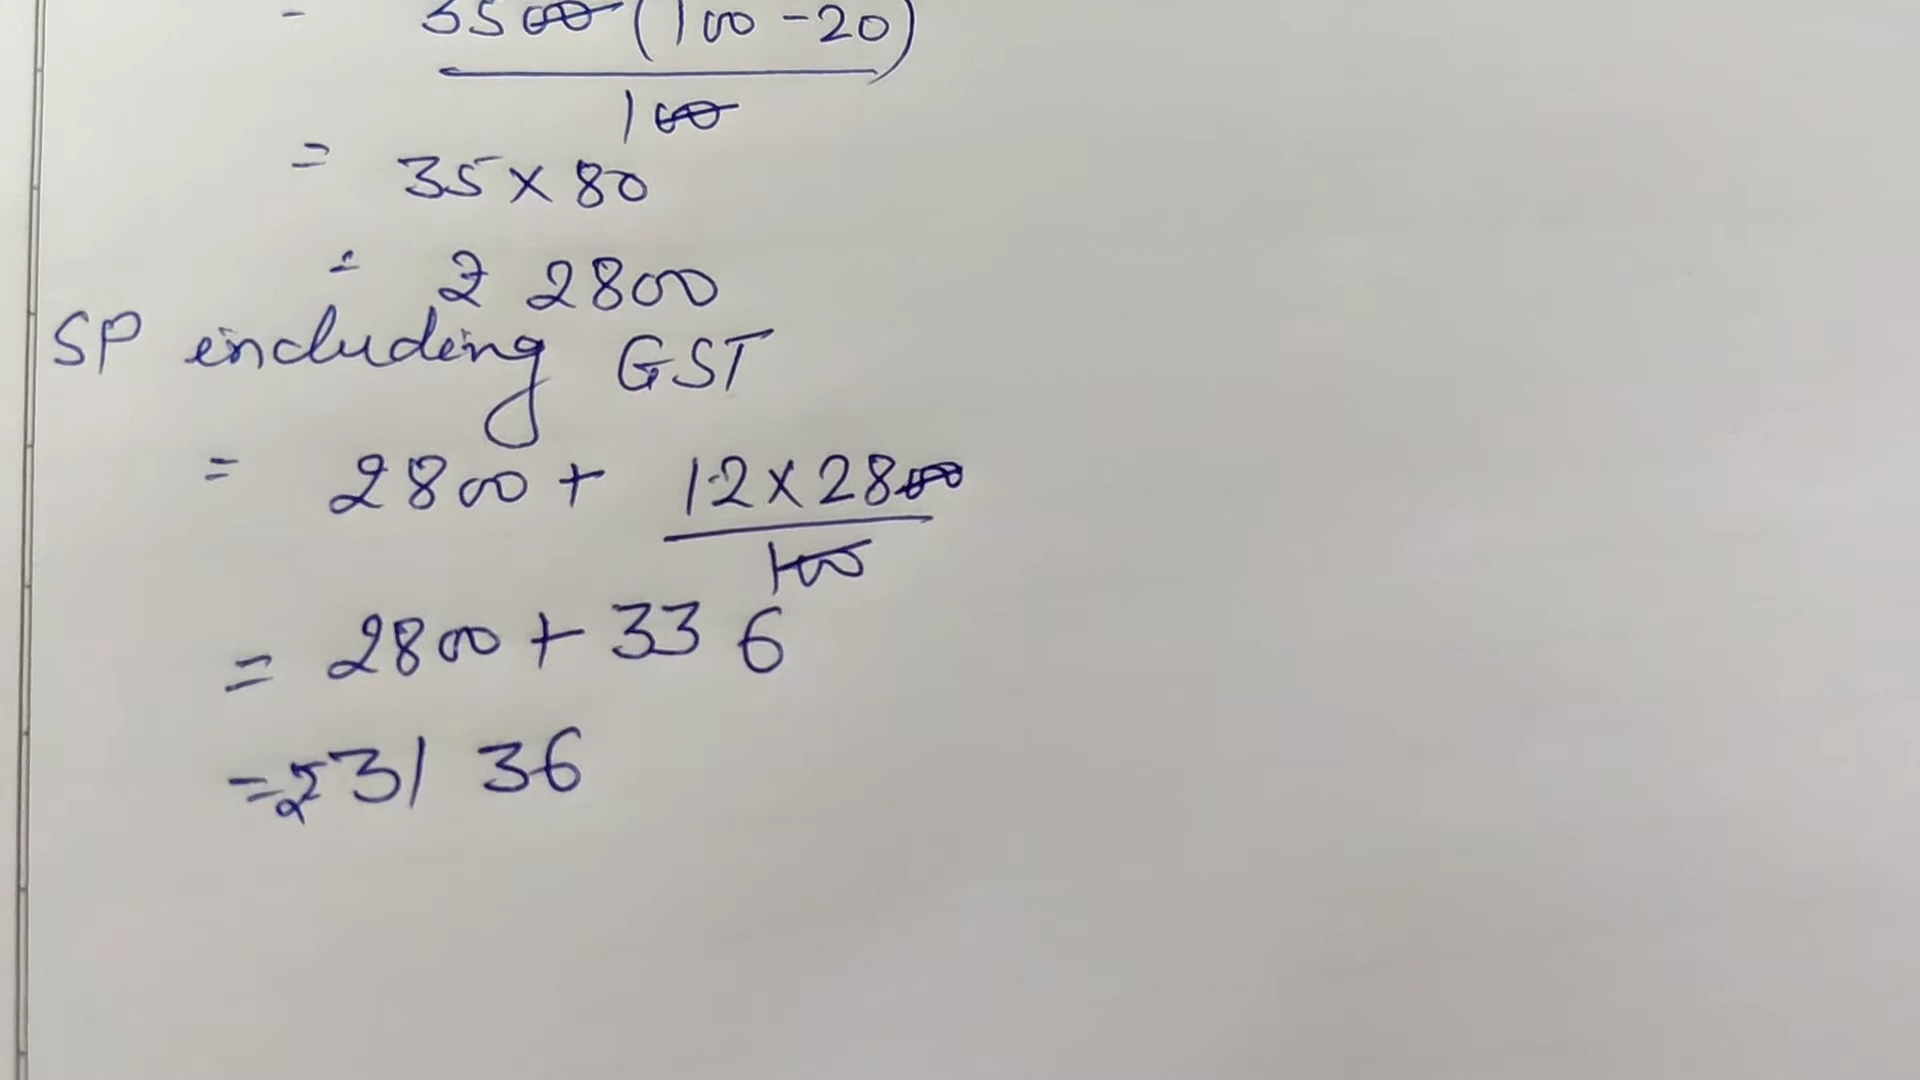 = 3500 (100 - 20)
100
= 35 × 80
= ₹ 2800
SP including GST
= 2800 + 12 × 2800
100
= 2800 + 336
= ₹3136